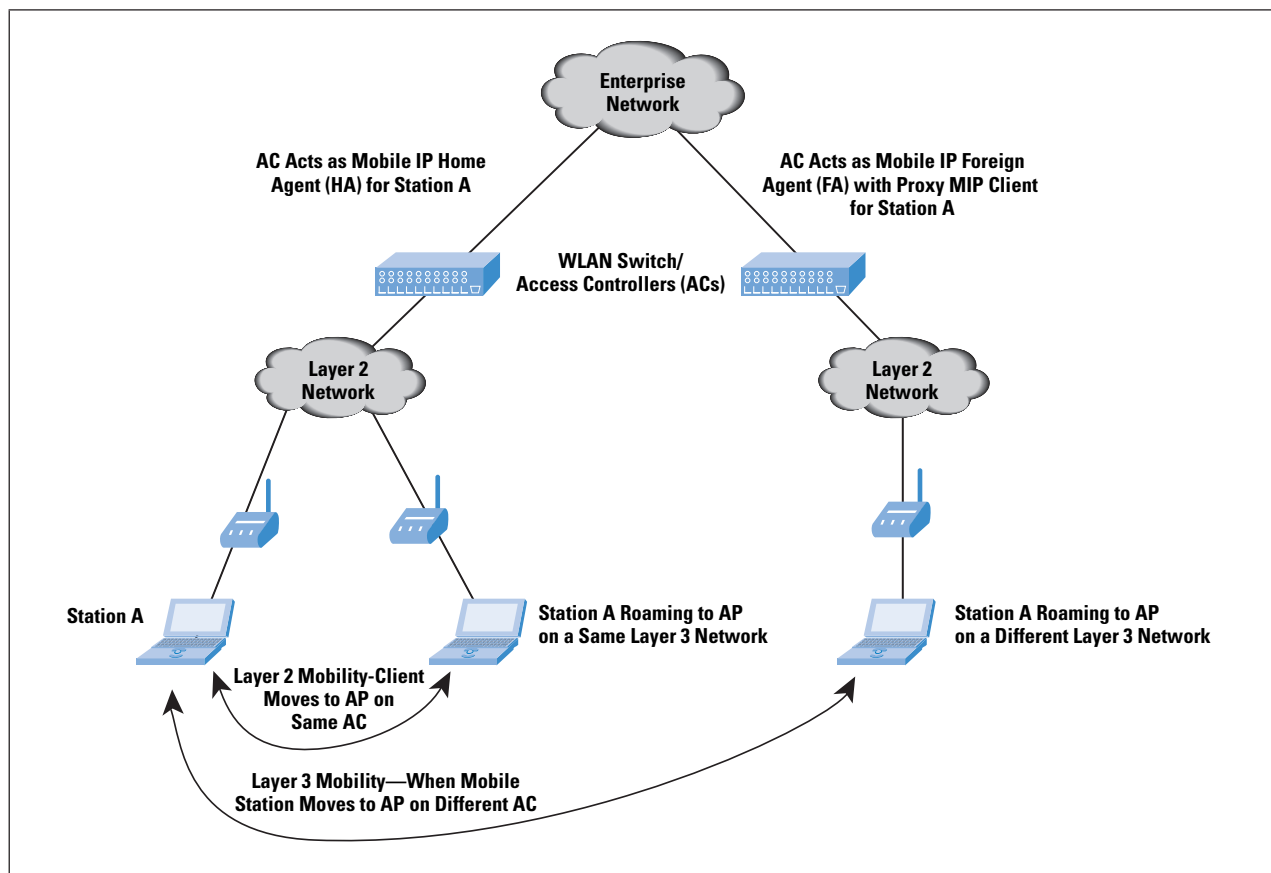 Enterprise
Network
AC Acts as Mobile IP Home
Agent (HA) for Station A
AC Acts as Mobile IP Foreign
Agent (FA) with Proxy MIP Client
for Station A
WLAN Switch/
Access Controllers (ACs)
Layer 2
Network
Layer 2
Network
Station A
Station A Roaming to AP
on a Same Layer 3 Network
Station A Roaming to AP
on a Different Layer 3 Network
Layer 2 Mobility-Client
Moves to AP on
Same AC
Layer 3 Mobility—When Mobile
Station Moves to AP on Different AC